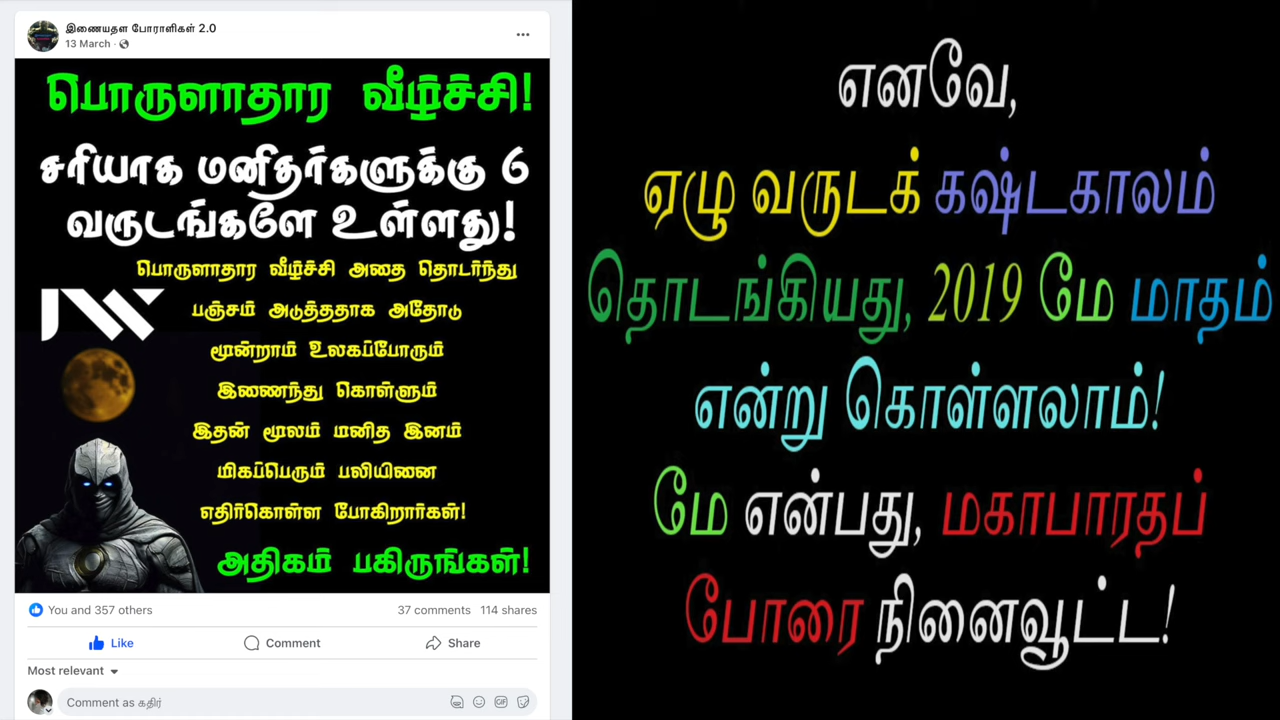 இணையதள போராளிகள் 2.0
13 March
பொருளாதார வீழ்ச்சி!
சரியாக மனிதர்களுக்கு 6
வருடங்களே உள்ளது!
பொருளாதார வீழ்ச்சி அதை தொடர்ந்து
பஞ்சம் அடுத்ததாக அதோடு
மூன்றாம் உலகப்போரும்
இணைந்து கொள்ளும்
இதன் மூலம் மனித இனம்
மிகப்பெரும் பலியினை
எதிர்கொள்ள போகிறார்கள்!
அதிகம் பகிருங்கள்!
You and 357 others 37 comments 114 shares
Like Comment Share
Most relevant
Comment as கதிர்
GIF
எனவே,
ஏழு வருடக் கஷ்டகாலம்
தொடங்கியது, 2019 மே மாதம்
என்று கொள்ளலாம்!
மே என்பது, மகாபாரதப்
போரை நினைவூட்ட!